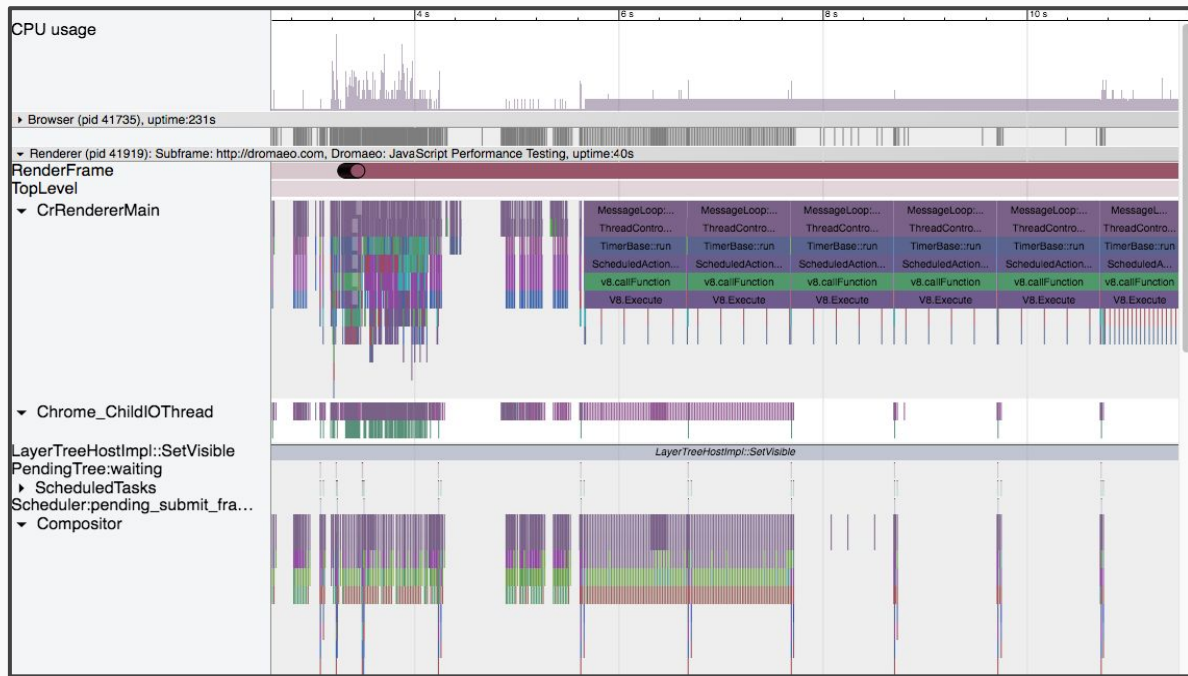 4 s 6 s 8 s 10 s
CPU usage
Browser (pid 41735), uptime:231s
Renderer (pid 41919): Subframe: http://dromaeo.com, Dromaeo: JavaScript Performance Testing, uptime:40s
RenderFrame
TopLevel
CrRendererMain
MessageLoop:... MessageLoop:... MessageLoop:... MessageLoop:... MessageLoop:... MessageL...
ThreadContro... ThreadContro... ThreadContro... ThreadContro... ThreadContro... ThreadContro...
TimerBase::run TimerBase::run TimerBase::run TimerBase::run TimerBase::run TimerBase::run
ScheduledAction... ScheduledAction... ScheduledAction... ScheduledAction... ScheduledAction... ScheduledA...
v8.callFunction v8.callFunction v8.callFunction v8.callFunction v8.callFunction v8.callFunction
V8.Execute V8.Execute V8.Execute V8.Execute V8.Execute V8.Execute
Chrome_ChildIOThread
LayerTreeHostImpl::SetVisible LayerTreeHostImpl::SetVisible
PendingTree:waiting
ScheduledTasks
Scheduler:pending_submit_fra...
Compositor